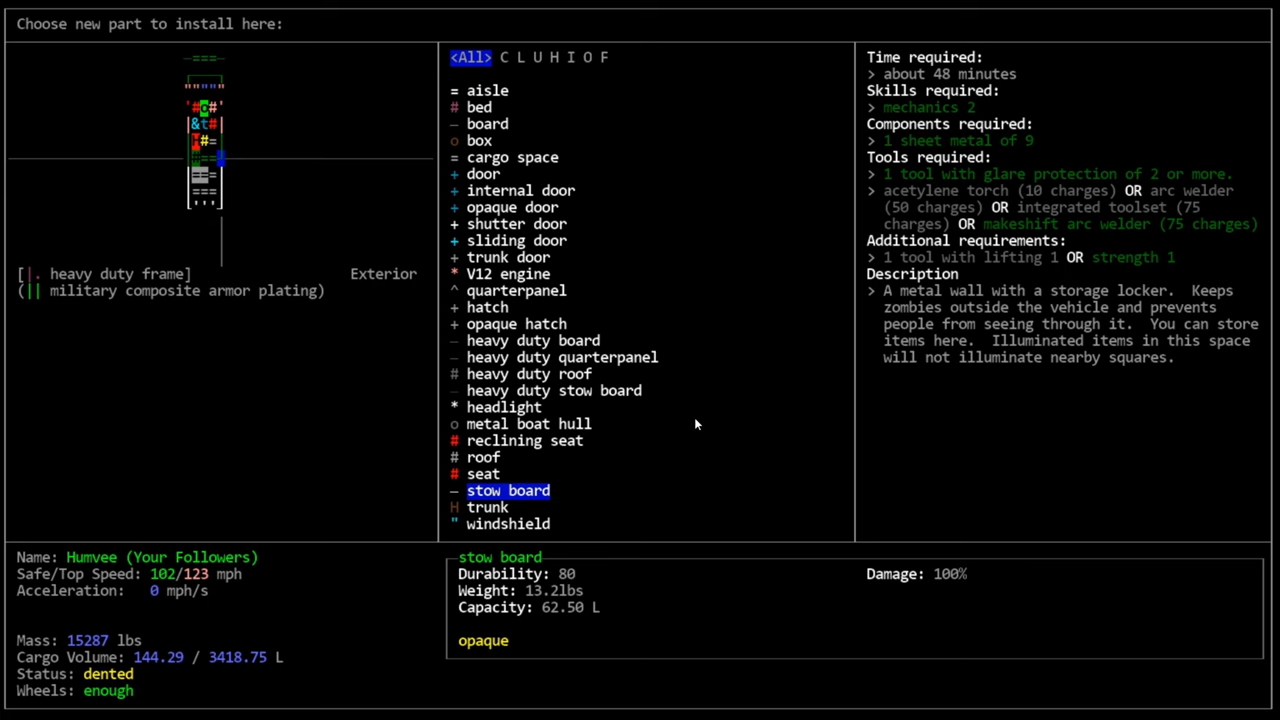 Choose new part to install here:
[|. heavy duty frame] Exterior
(|| military composite armor plating)
<All> C L U H I O F
= aisle
# bed
– board
o box
= cargo space
+ door
+ internal door
+ opaque door
+ shutter door
+ sliding door
+ trunk door
* V12 engine
^ quarterpanel
+ hatch
+ opaque hatch
– heavy duty board
– heavy duty quarterpanel
# heavy duty roof
– heavy duty stow board
* headlight
o metal boat hull
# reclining seat
# roof
# seat
– stow board
H trunk
" windshield
Time required:
> about 48 minutes
Skills required:
> mechanics 2
Components required:
> 1 sheet metal of 9
Tools required:
> 1 tool with glare protection of 2 or more.
> acetylene torch (10 charges) OR arc welder
(50 charges) OR integrated toolset (75
charges) OR makeshift arc welder (75 charges)
Additional requirements:
> 1 tool with lifting 1 OR strength 1
Description
> A metal wall with a storage locker.  Keeps
zombies outside the vehicle and prevents
people from seeing through it.  You can store
items here.  Illuminated items in this space
will not illuminate nearby squares.
Name: Humvee (Your Followers)
Safe/Top Speed: 102/123 mph
Acceleration: 0 mph/s
Mass: 15287 lbs
Cargo Volume: 144.29 / 3418.75 L
Status: dented
Wheels: enough
stow board
Durability: 80
Weight: 13.2lbs
Capacity: 62.50 L
opaque
Damage: 100%